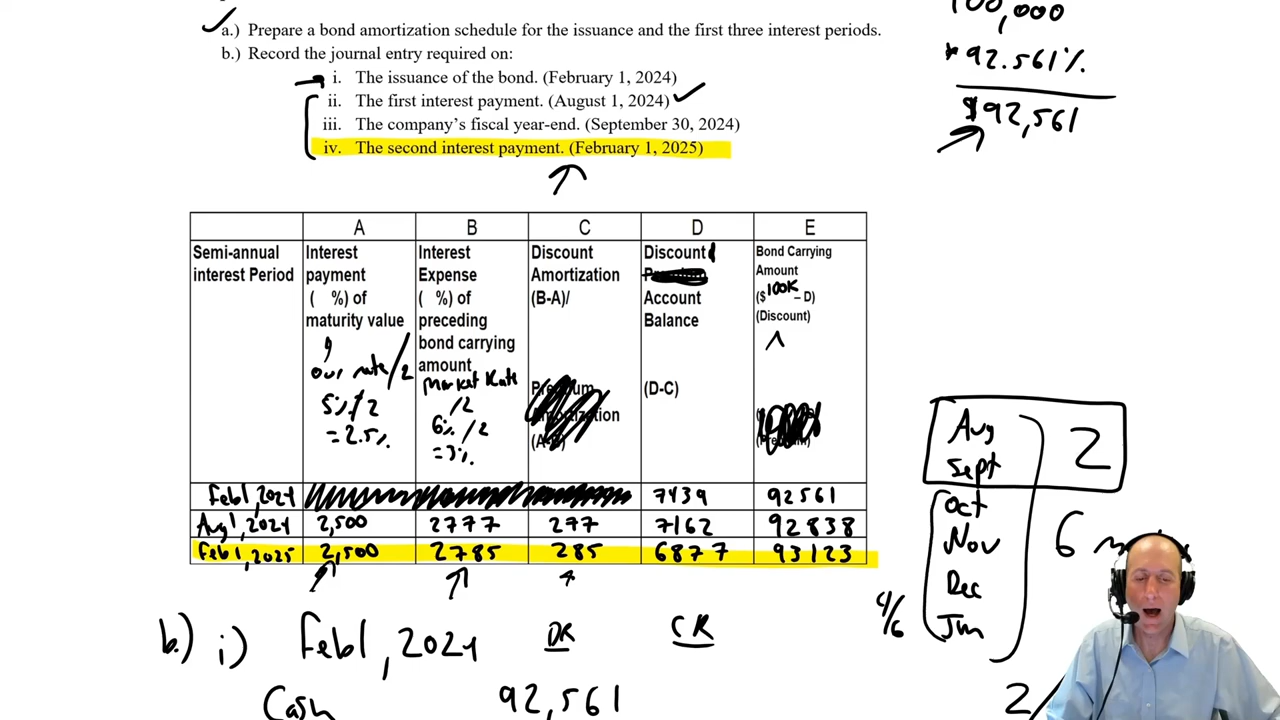 100,000
a.) Prepare a bond amortization schedule for the issuance and the first three interest periods.
* 92.561%
b.) Record the journal entry required on:
i. The issuance of the bond. (February 1, 2024)
$92,561
ii. The first interest payment. (August 1, 2024)
iii. The company's fiscal year-end. (September 30, 2024)
iv. The second interest payment. (February 1, 2025)
A B C D E
Semi-annual interest Period
Interest payment ( %) of maturity value
our rate/2
5%/2
=2.5%
Interest Expense ( %) of preceding bond carrying amount
Market Rate
/2
6%/2
=3%
Discount Amortization (B-A)/
Discount
Account Balance
(D-C)
Bond Carrying Amount
($100K – D)
(Discount)
Feb 1, 2024 7439 92561
Aug 1, 2024 2,500 2777 277 7162 92838
Feb 1, 2025 2,500 2785 285 6877 93123
Aug
Sept
2
Oct
Nov
Dec
Jan
6
4/6
2/
b.) i) Feb 1, 2024 DR CR
Cash 92,561